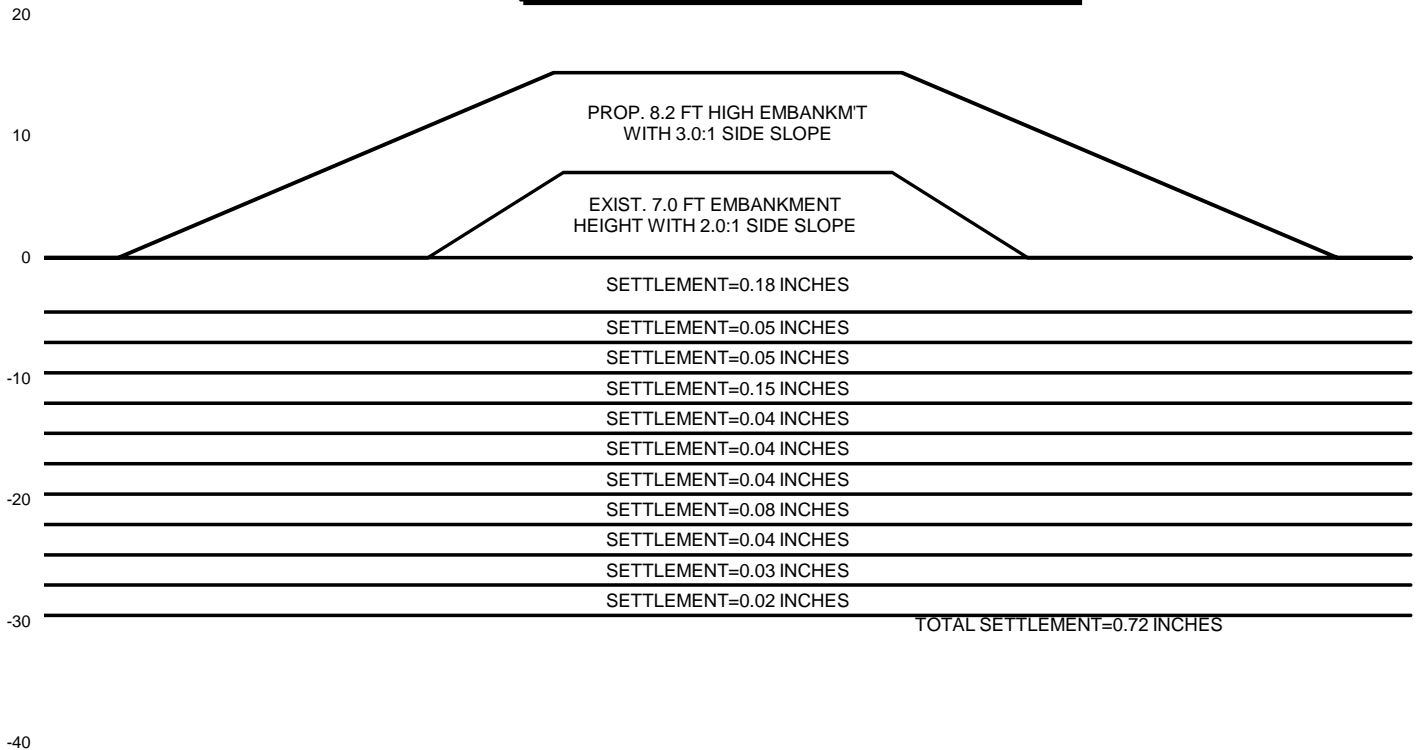 20
PROP. 8.2 FT HIGH EMBANKM'T
10
WITH 3.0:1 SIDE SLOPE
EXIST. 7.0 FT EMBANKMENT
HEIGHT WITH 2.0:1 SIDE SLOPE
0
SETTLEMENT=0.18 INCHES
SETTLEMENT=0.05 INCHES
SETTLEMENT=0.05 INCHES
-10
SETTLEMENT=0.15 INCHES
SETTLEMENT=0.04 INCHES
SETTLEMENT=0.04 INCHES
SETTLEMENT=0.04 INCHES
-20
SETTLEMENT=0.08 INCHES
SETTLEMENT=0.04 INCHES
SETTLEMENT=0.03 INCHES
SETTLEMENT=0.02 INCHES
-30
TOTAL SETTLEMENT=0.72 INCHES
-40